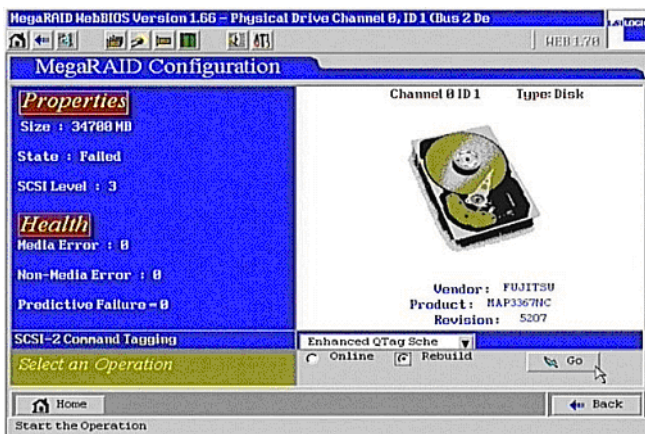 MegaRAID WebBIOS Version 1.66 - Physical Drive Channel 0, ID 1 (Bus 2 De
LSI LOGIC
WEB 1.70
MegaRAID Configuration
Properties
Size : 34700 MB
State : Failed
SCSI Level : 3
Health
Media Error : 0
Non-Media Error : 0
Predictive Failure = 0
Channel 0 ID 1 Type: Disk
Vendor: FUJITSU
Product: MAP3367NC
Revision: 5207
SCSI-2 Command Tagging
Enhanced QTag Sche
Select an Operation
Online Rebuild
Go
Home
Back
Start the Operation